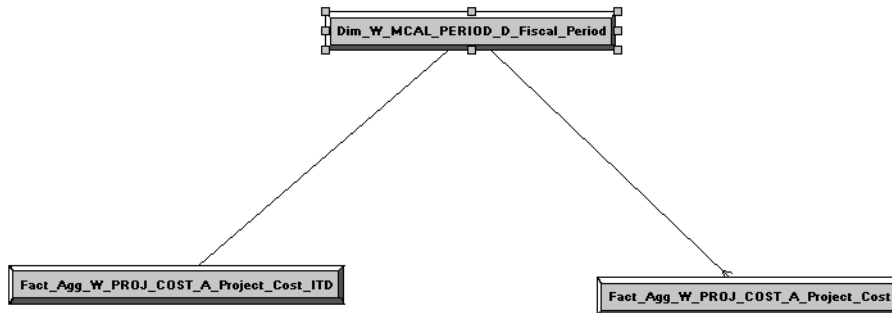 Dim_W_MCAL_PERIOD_D_Fiscal_Period
Fact_Agg_W_PROJ_COST_A_Project_Cost_ITD
Fact_Agg_W_PROJ_COST_A_Project_Cost